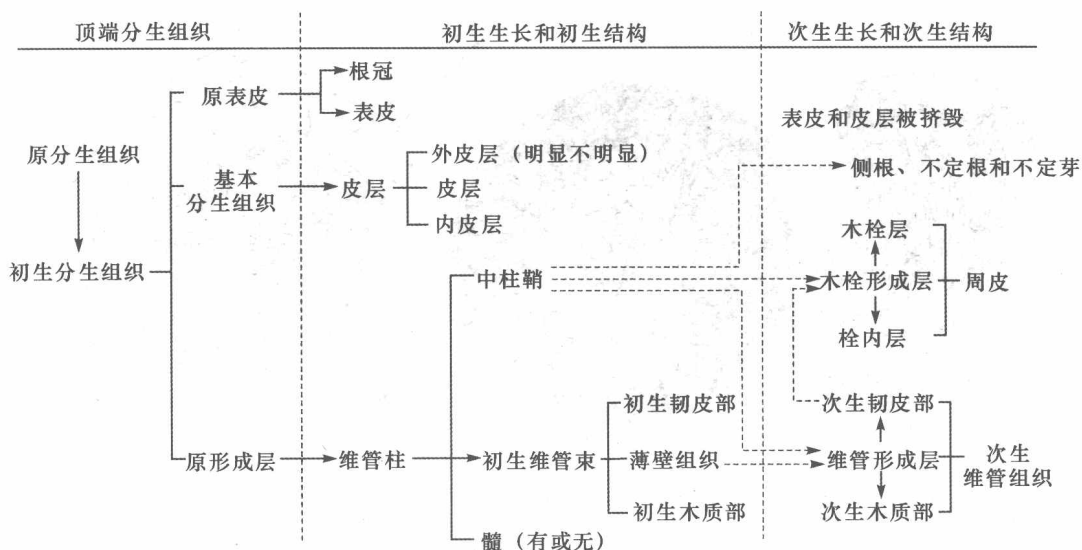 顶端分生组织
初生生长和初生结构
次生生长和次生结构
根冠
原表皮
表皮
表皮和皮层被挤毁
原分生组织
外皮层（明显不明显）
侧根、不定根和不定芽
基本
分生组织
皮层
皮层
内皮层
初生分生组织
中柱鞘
木栓层
木栓形成层
周皮
栓内层
初生韧皮部
次生韧皮部
原形成层
维管柱
初生维管束
薄壁组织
维管形成层
次生
维管组织
初生木质部
次生木质部
髓（有或无）